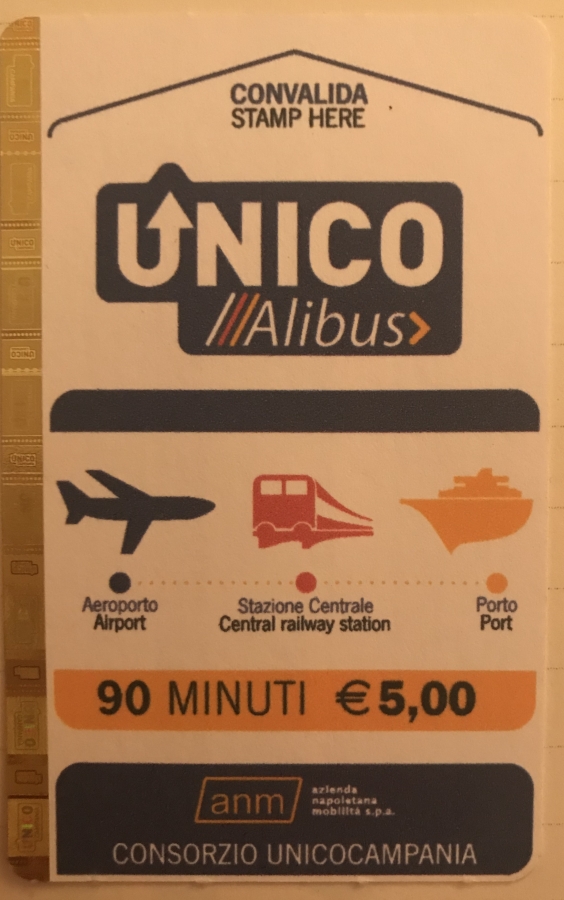 CONVALIDA
STAMP HERE
UNICO
///Alibus>
Aeroporto
Airport
Stazione Centrale
Central railway station
Porto
Port
90 MINUTI €5,00
anm
azienda
napoletana
mobilità s.p.a.
CONSORZIO UNICOCAMPANIA